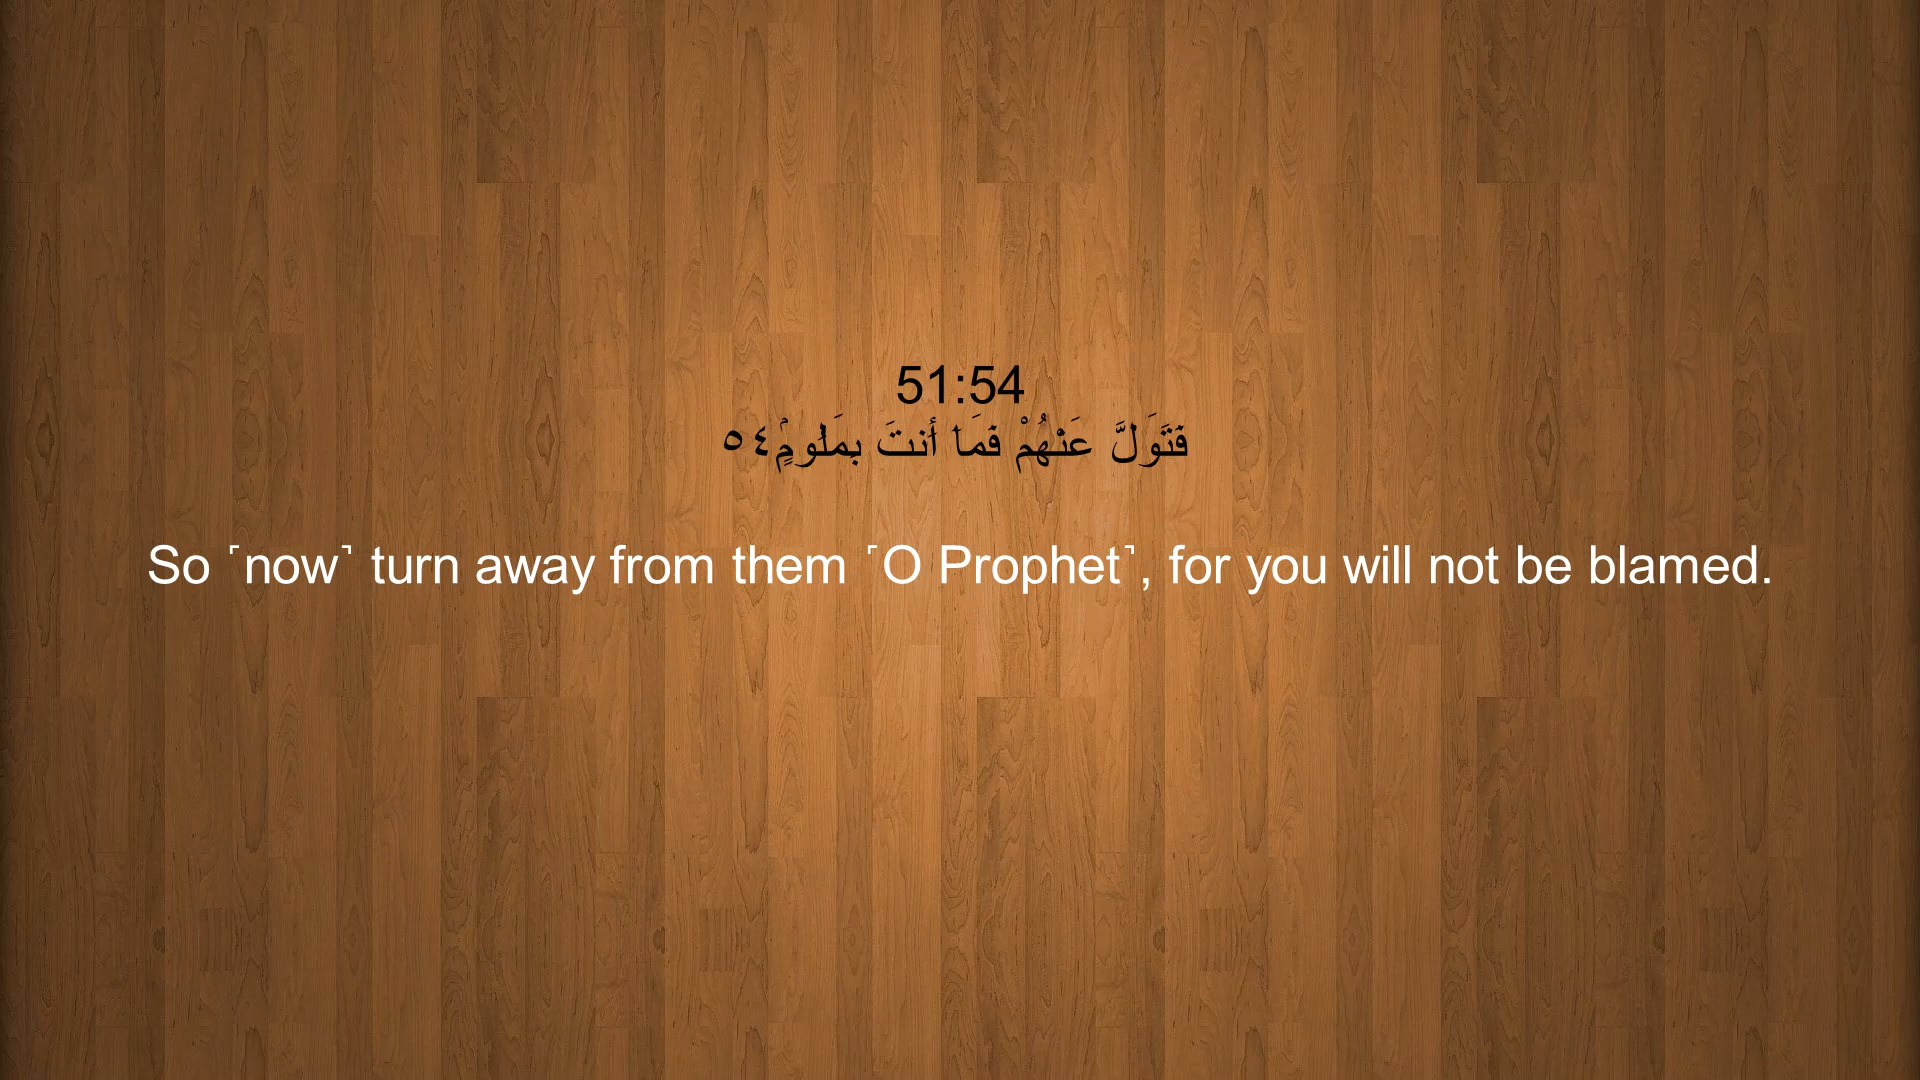 51:54
فَتَوَلَّ عَنْهُمْ فَمَآ أَنتَ بِمَلُومٍۢ ٥٤
So ˹now˺ turn away from them ˹O Prophet˺, for you will not be blamed.